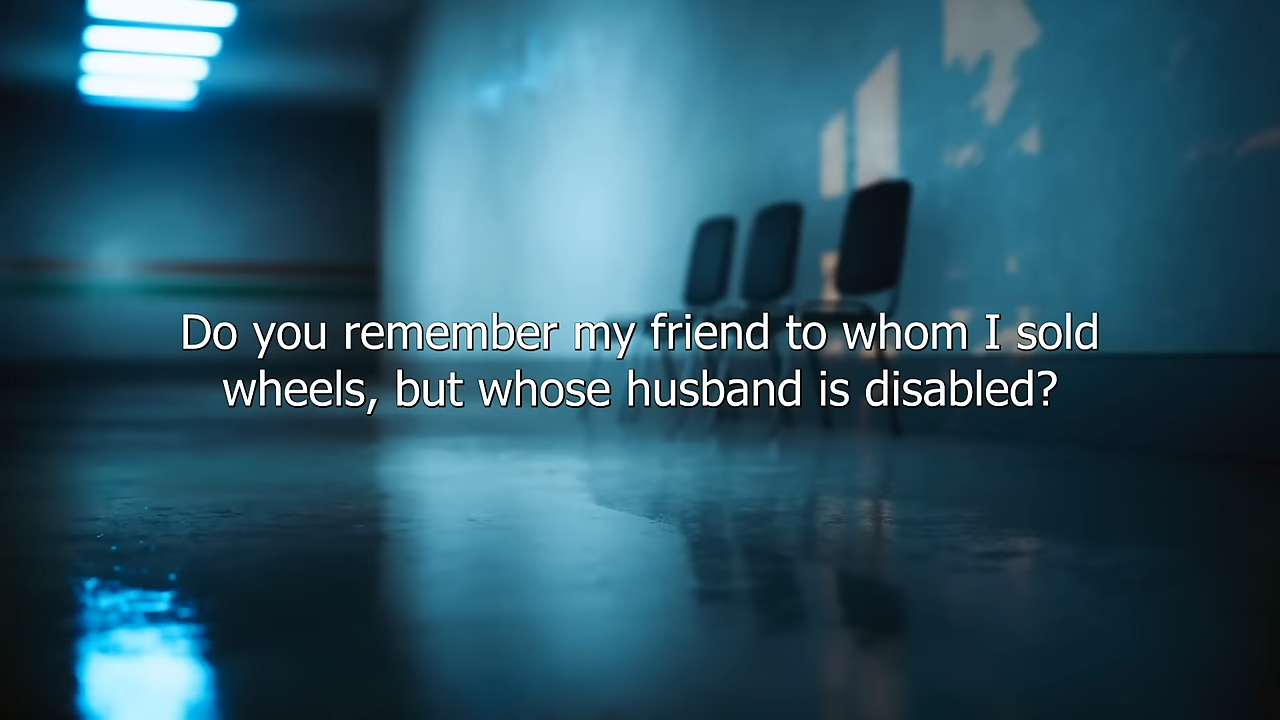 Do you remember my friend to whom I sold
wheels, but whose husband is disabled?